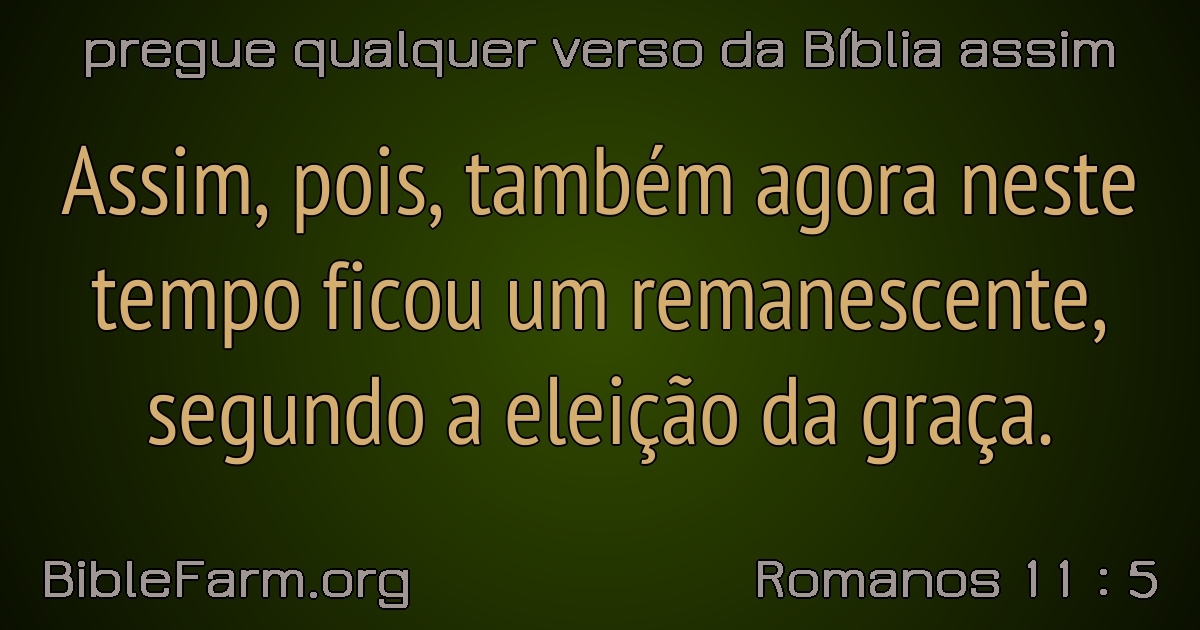 pregue qualquer verso da Bíblia assim
Assim, pois, também agora neste
tempo ficou um remanescente,
segundo a eleição da graça.
BibleFarm.org
Romanos 11 : 5